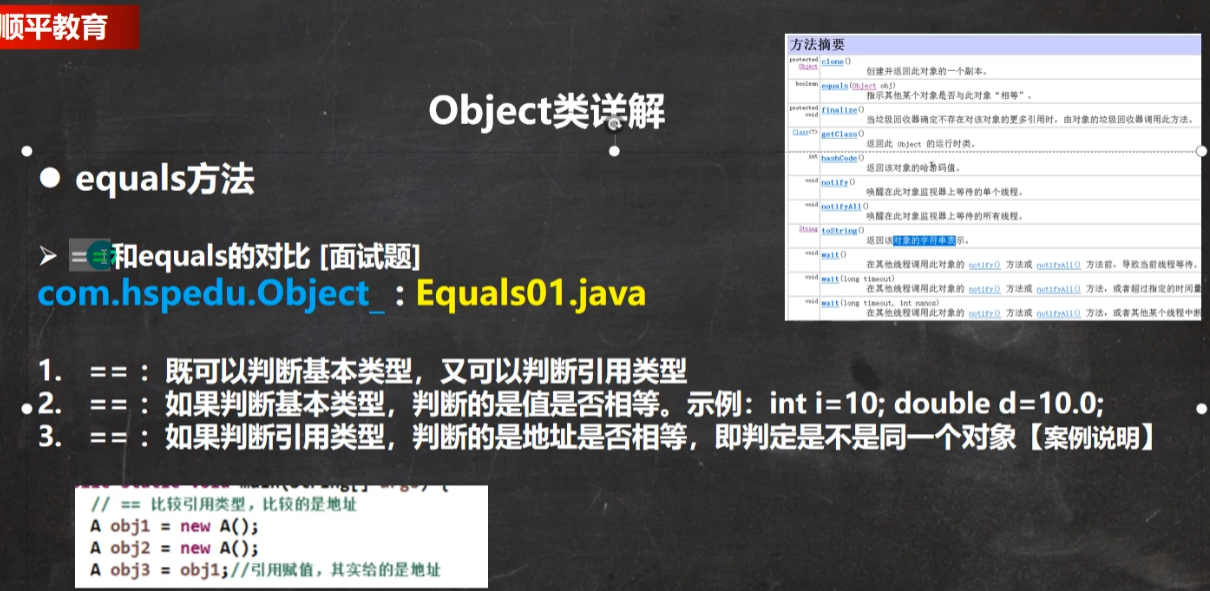 顺平教育
Object类详解
equals方法
==和equals的对比 [面试题]
com.hspedu.Object_ : Equals01.java
1. == ：既可以判断基本类型，又可以判断引用类型
2. == ：如果判断基本类型，判断的是值是否相等。示例：int i=10; double d=10.0;
3. == ：如果判断引用类型，判断的是地址是否相等，即判定是不是同一个对象【案例说明】
// == 比较引用类型，比较的是地址
A obj1 = new A();
A obj2 = new A();
A obj3 = obj1;//引用赋值，其实给的是地址
方法摘要
protected Object clone()
创建并返回此对象的一个副本。
boolean equals(Object obj)
指示其他某个对象是否与此对象“相等”。
protected void finalize()
当垃圾回收器确定不存在对该对象的更多引用时，由对象的垃圾回收器调用此方法。
Class<?> getClass()
返回此 Object 的运行时类。
int hashCode()
返回该对象的哈希码值。
void notify()
唤醒在此对象监视器上等待的单个线程。
void notifyAll()
唤醒在此对象监视器上等待的所有线程。
String toString()
返回该对象的字符串表示。
void wait()
在其他线程调用此对象的 notify() 方法或 notifyAll() 方法前，导致当前线程等待。
void wait(long timeout)
在其他线程调用此对象的 notify() 方法或 notifyAll() 方法，或者超过指定的时间量
void wait(long timeout, int nanos)
在其他线程调用此对象的 notify() 方法或 notifyAll() 方法，或者其他某个线程中断